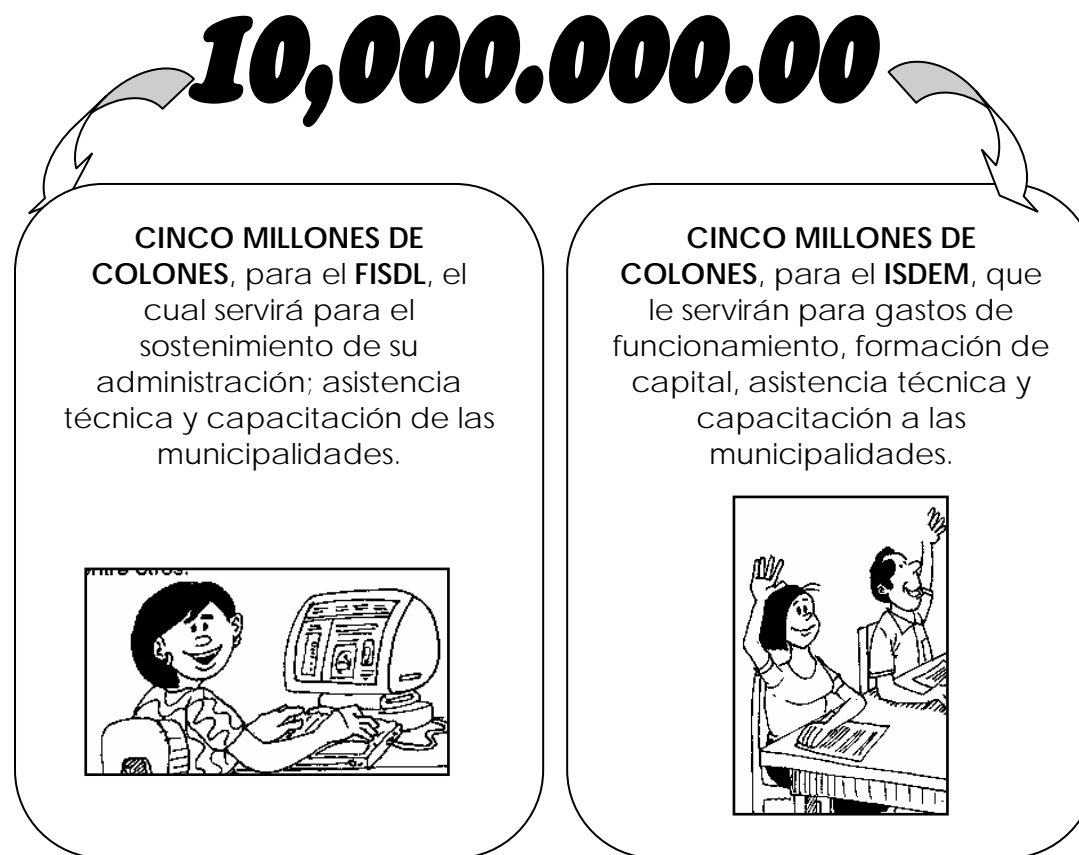 10,000.000.00
CINCO MILLONES DE
COLONES, para el FISDL, el
cual servirá para el
sostenimiento de su
administración; asistencia
técnica y capacitación de las
municipalidades.
CINCO MILLONES DE
COLONES, para el ISDEM, que
le servirán para gastos de
funcionamiento, formación de
capital, asistencia técnica y
capacitación a las
municipalidades.